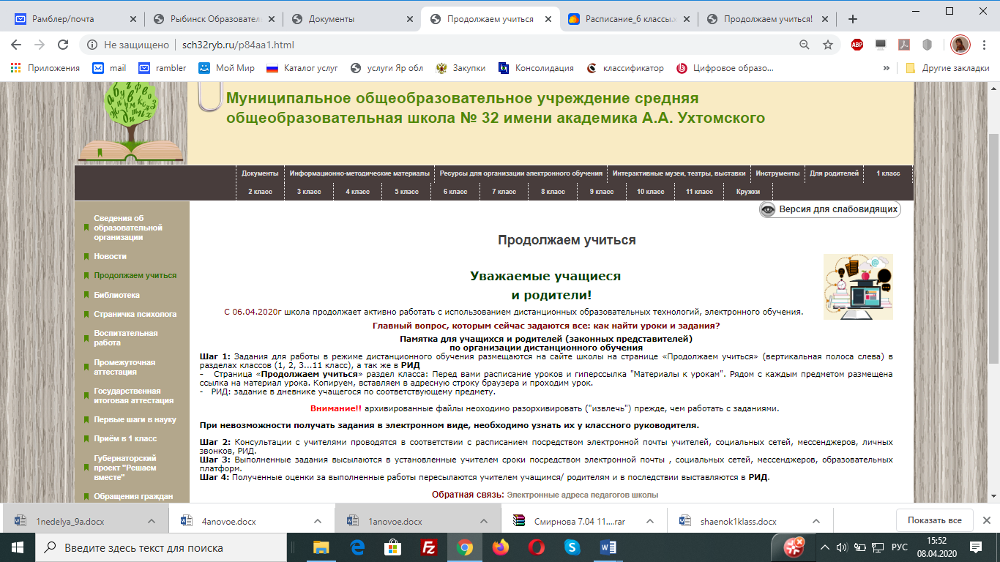 Рамблер/почта
Рыбинск Образователь
Документы
Продолжаем учиться
Расписание_6 классы.x
Продолжаем учиться!
Не защищено | sch32ryb.ru/p84aa1.html
ABP
Приложения
mail
rambler
Мой Мир
Каталог услуг
услуги Яр обл
Закупки
Консолидация
классификатор
Цифровое образо...
»
Другие закладки
Муниципальное общеобразовательное учреждение средняя
общеобразовательная школа № 32 имени академика А.А. Ухтомского
Документы
Информационно-методические материалы
Ресурсы для организации электронного обучения
Интерактивные музеи, театры, выставки
Инструменты
Для родителей
1 класс
2 класс
3 класс
4 класс
5 класс
6 класс
7 класс
8 класс
9 класс
10 класс
11 класс
Кружки
Сведения об
образовательной
организации
Новости
Продолжаем учиться
Библиотека
Страничка психолога
Воспитательная
работа
Промежуточная
аттестация
Государственная
итоговая аттестация
Первые шаги в науку
Приём в 1 класс
Губернаторский
проект "Решаем
вместе"
Обращения граждан
Версия для слабовидящих
Продолжаем учиться
Уважаемые учащиеся
и родители!
С 06.04.2020г школа продолжает активно работать с использованием дистанционных образовательных технологий, электронного обучения.
Главный вопрос, которым сейчас задаются все: как найти уроки и задания?
Памятка для учащихся и родителей (законных представителей)
по организации дистанционного обучения
Шаг 1: Задания для работы в режиме дистанционного обучения размещаются на сайте школы на странице «Продолжаем учиться» (вертикальная полоса слева) в
разделах классов (1, 2, 3...11 класс), а так же в РИД
- Страница «Продолжаем учиться» раздел класса: Перед вами расписание уроков и гиперссылка "Материалы к урокам". Рядом с каждым предметом размещена
ссылка на материал урока. Копируем, вставляем в адресную строку браузера и проходим урок.
- РИД: задание в дневнике учащегося по соответствующему предмету.
Внимание!! архивированные файлы необходимо разорхивировать ("извлечь") прежде, чем работать с заданиями.
При невозможности получать задания в электронном виде, необходимо узнать их у классного руководителя.
Шаг 2: Консультации с учителями проводятся в соответствии с расписанием посредством электронной почты учителей, социальных сетей, мессенджеров, личных
звонков, РИД.
Шаг 3: Выполненные задания высылаются в установленные учителем сроки посредством электронной почты , социальных сетей, мессенджеров, образовательных
платформ.
Шаг 4: Полученные оценки за выполненные работы пересылаются учителем учащимся/ родителям и в последствии выставляются в РИД.
Обратная связь: Электронные адреса педагогов школы
1nedelya_9a.docx
4anovoe.docx
1anovoe.docx
Смирнова 7.04 11....rar
shaenok1klass.docx
Показать все
Введите здесь текст для поиска
РУС
15:52
08.04.2020